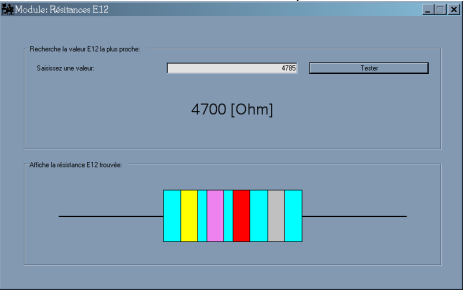 Module: Résitances E12
Recherche la valeur E12 la plus proche:
Saisissez une valeur:
4785
Tester
4700 [Ohm]
Affiche la résistance E12 trouvée: